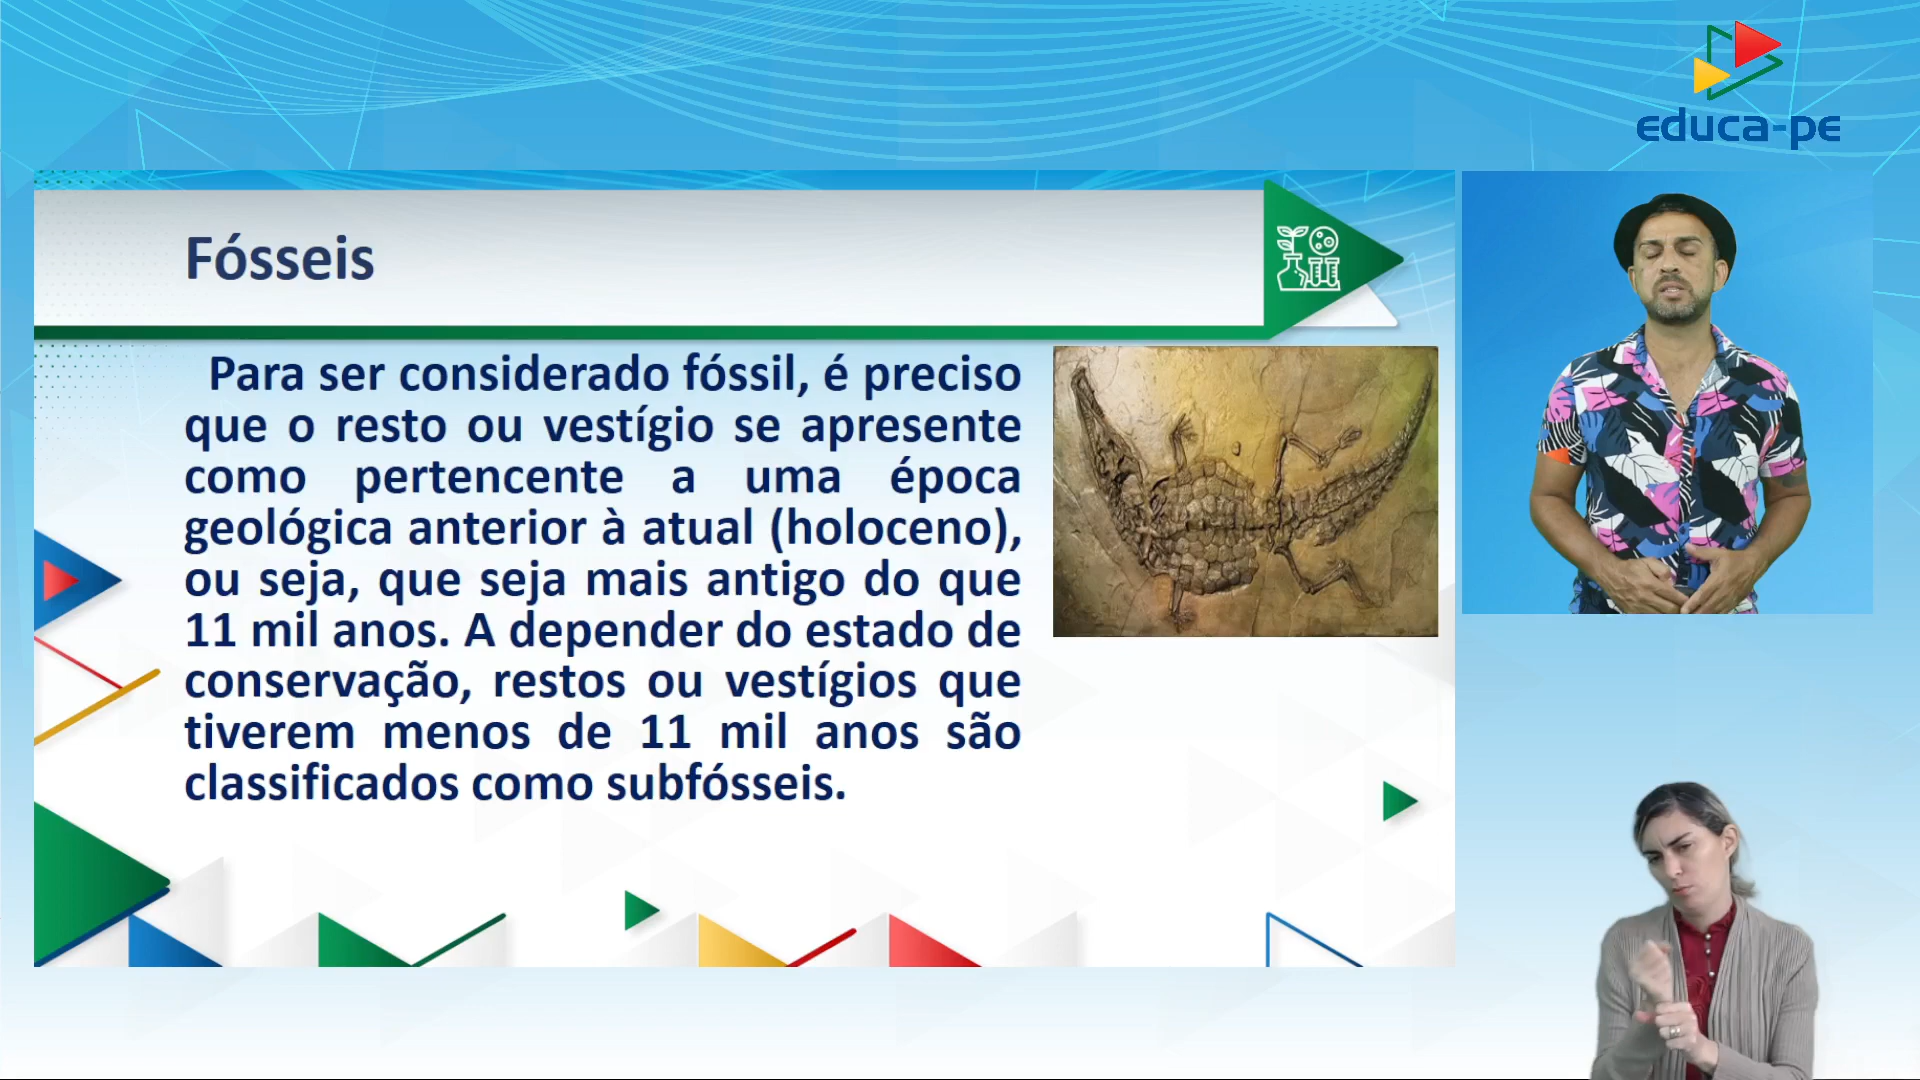 educa-pe
Fósseis
Para ser considerado fóssil, é preciso
que o resto ou vestígio se apresente
como pertencente a uma época
geológica anterior à atual (holoceno),
ou seja, que seja mais antigo do que
11 mil anos. A depender do estado de
conservação, restos ou vestígios que
tiverem menos de 11 mil anos são
classificados como subfósseis.